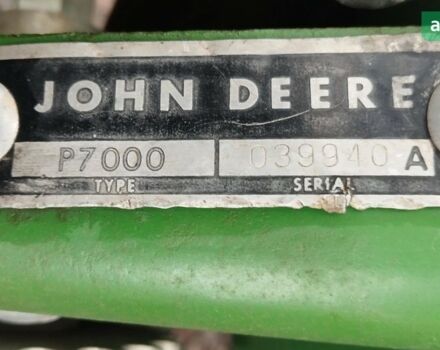 JOHN DEERE
P7000 039940 A
TYPE SERIAL